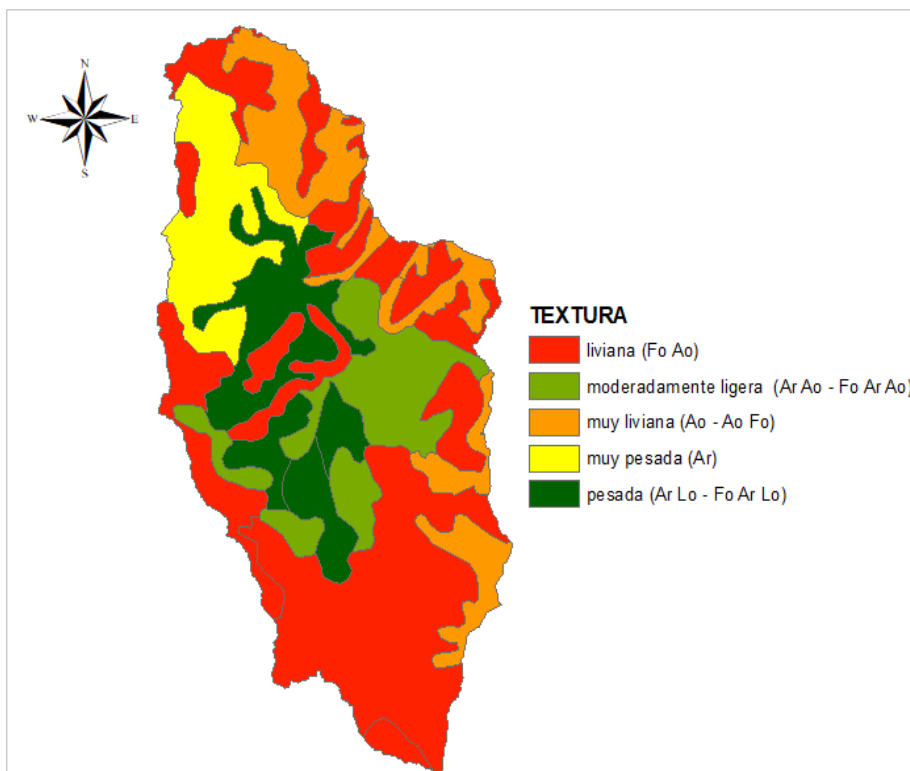 N
W E
S
TEXTURA
liviana (Fo Ao)
moderadamente ligera (Ar Ao - Fo Ar Ao)
muy liviana (Ao - Ao Fo)
muy pesada (Ar)
pesada (Ar Lo - Fo Ar Lo)